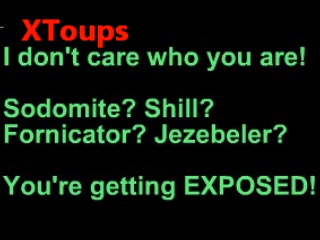 XToups
I don't care who you are!
Sodomite? Shill?
Fornicator? Jezebeler?
You're getting EXPOSED!